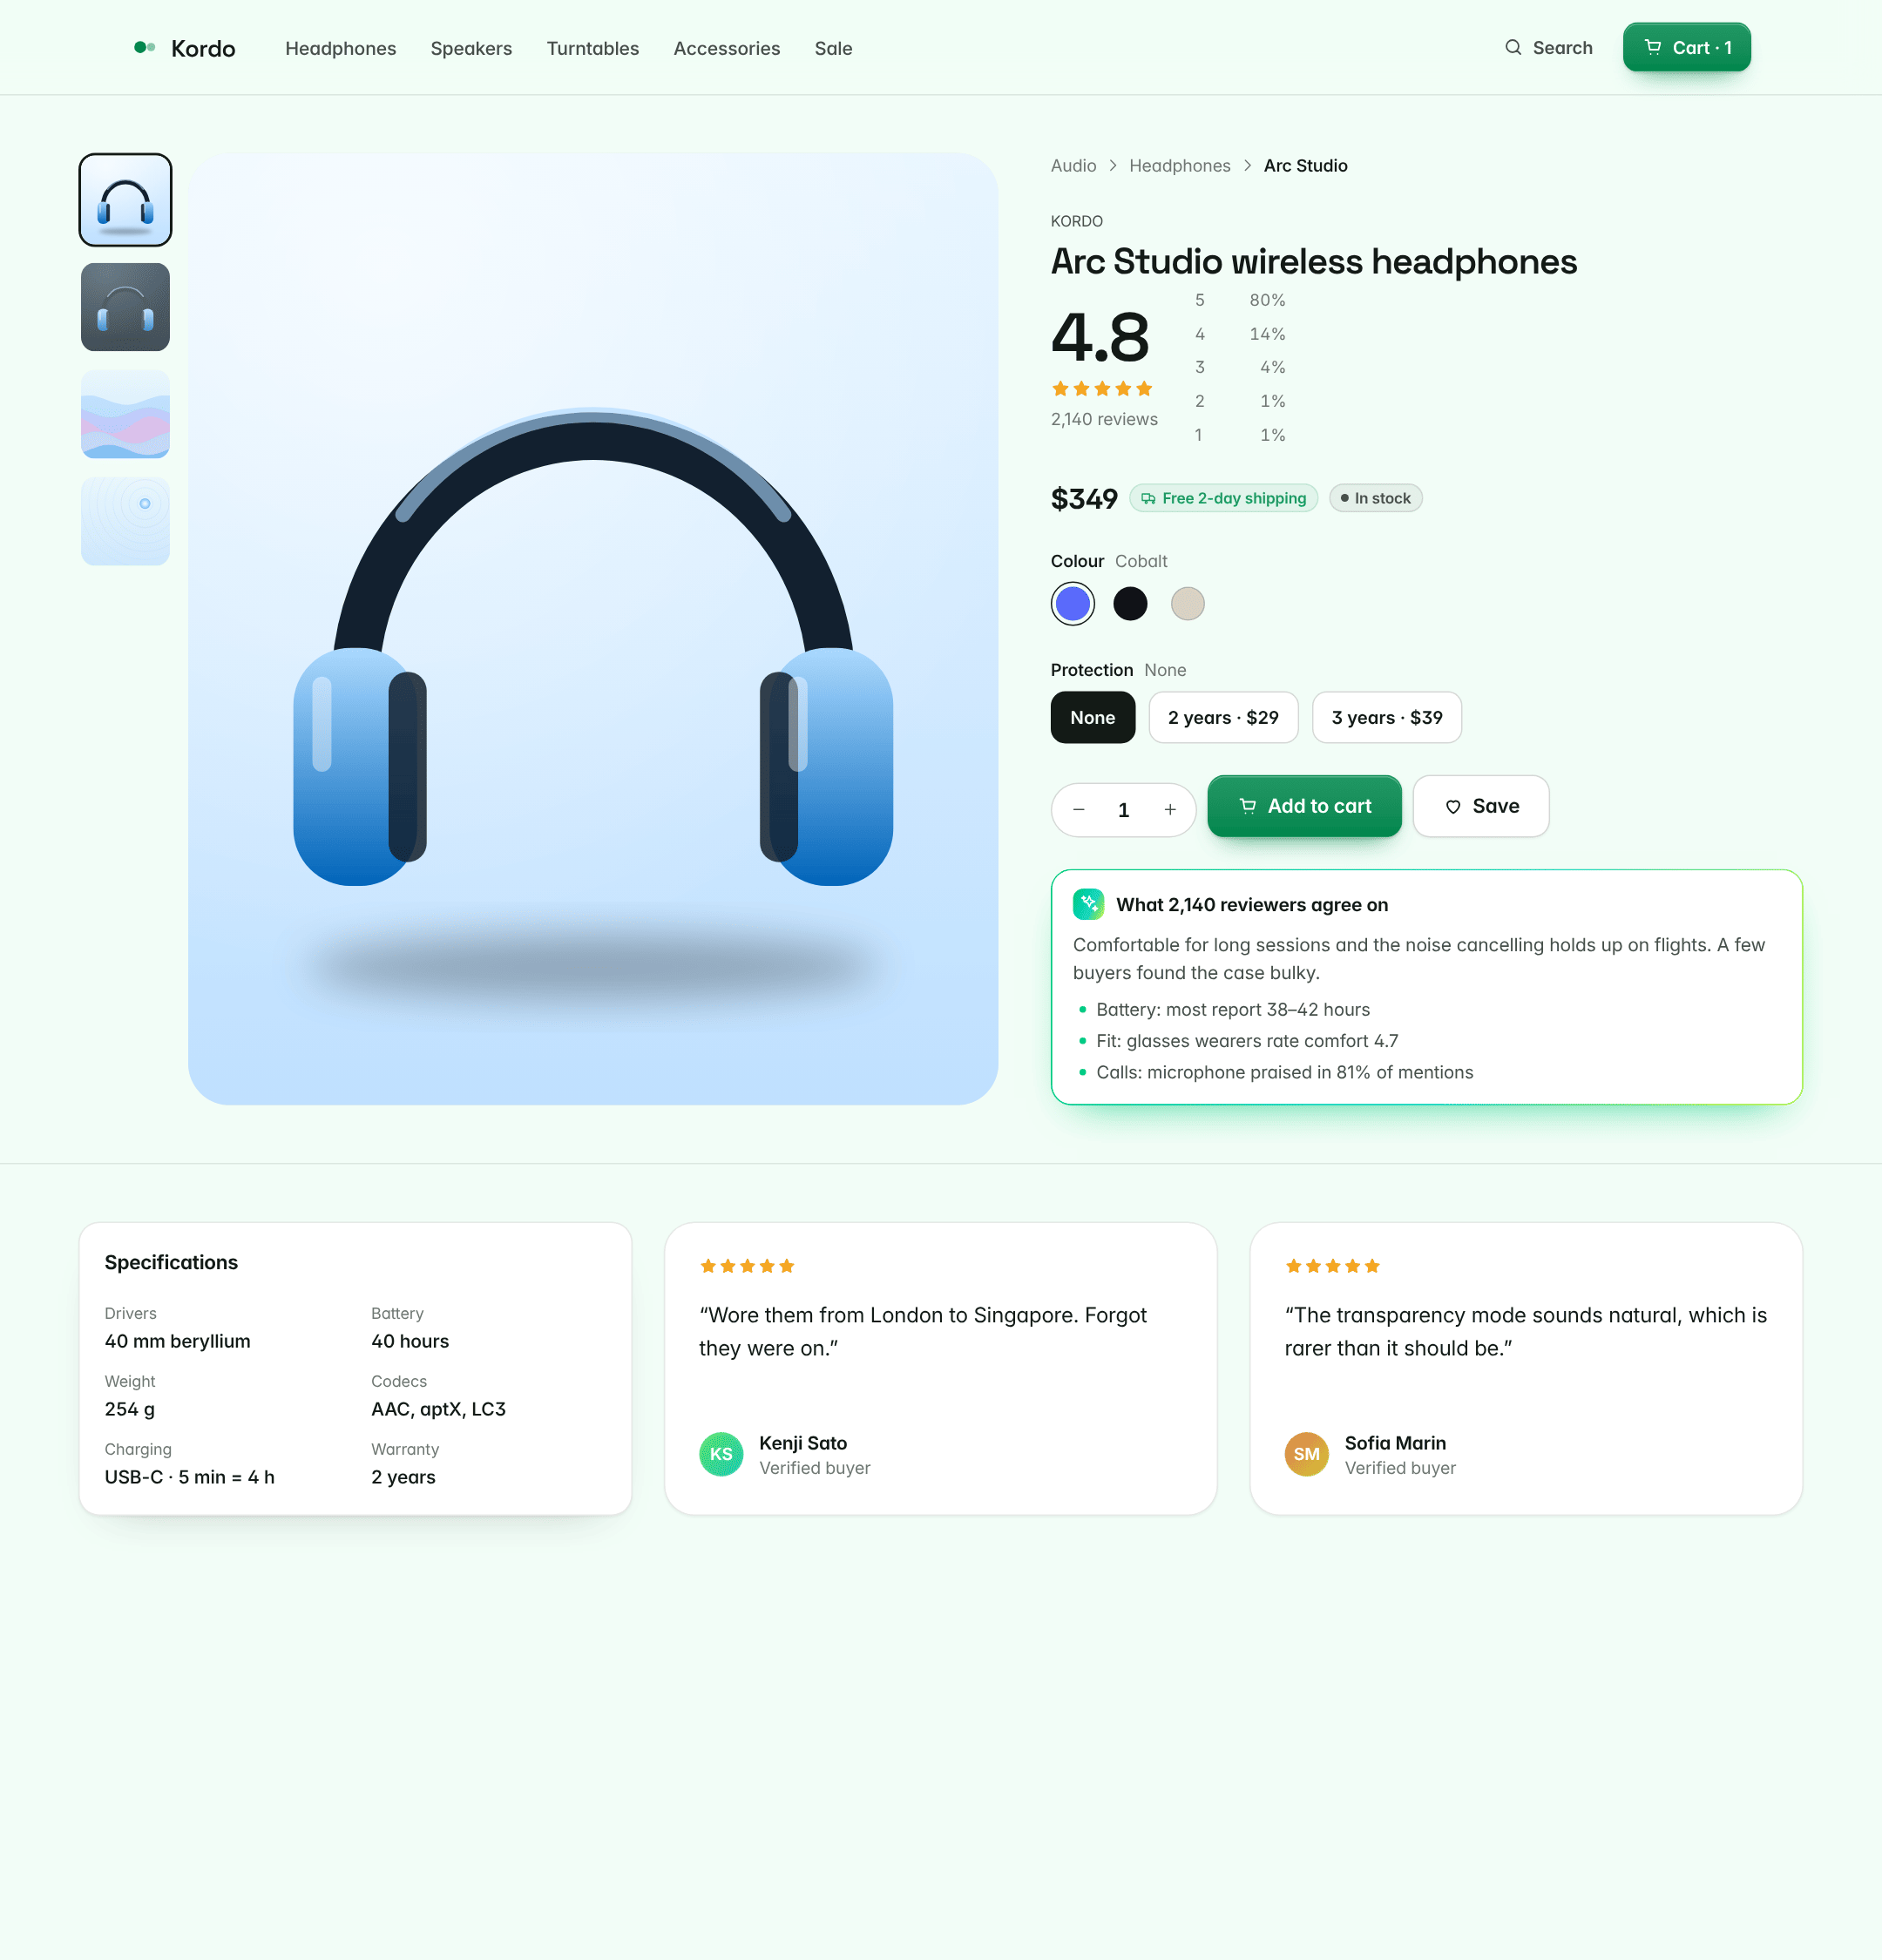 Kordo
Headphones
Speakers
Turntables
Accessories
Sale
Search
Cart · 1
Audio
Headphones
Arc Studio
KORDO
Arc Studio wireless headphones
4.8
2,140 reviews
5 80%
4 14%
3 4%
2 1%
1 1%
$349
Free 2-day shipping
In stock
Colour Cobalt
Protection None
None
2 years · $29
3 years · $39
1
Add to cart
Save
What 2,140 reviewers agree on
Comfortable for long sessions and the noise cancelling holds up on flights. A few
buyers found the case bulky.
Battery: most report 38–42 hours
Fit: glasses wearers rate comfort 4.7
Calls: microphone praised in 81% of mentions
Specifications
Drivers
40 mm beryllium
Battery
40 hours
Weight
254 g
Codecs
AAC, aptX, LC3
Charging
USB-C · 5 min = 4 h
Warranty
2 years
“Wore them from London to Singapore. Forgot
they were on.”
KS
Kenji Sato
Verified buyer
“The transparency mode sounds natural, which is
rarer than it should be.”
SM
Sofia Marin
Verified buyer